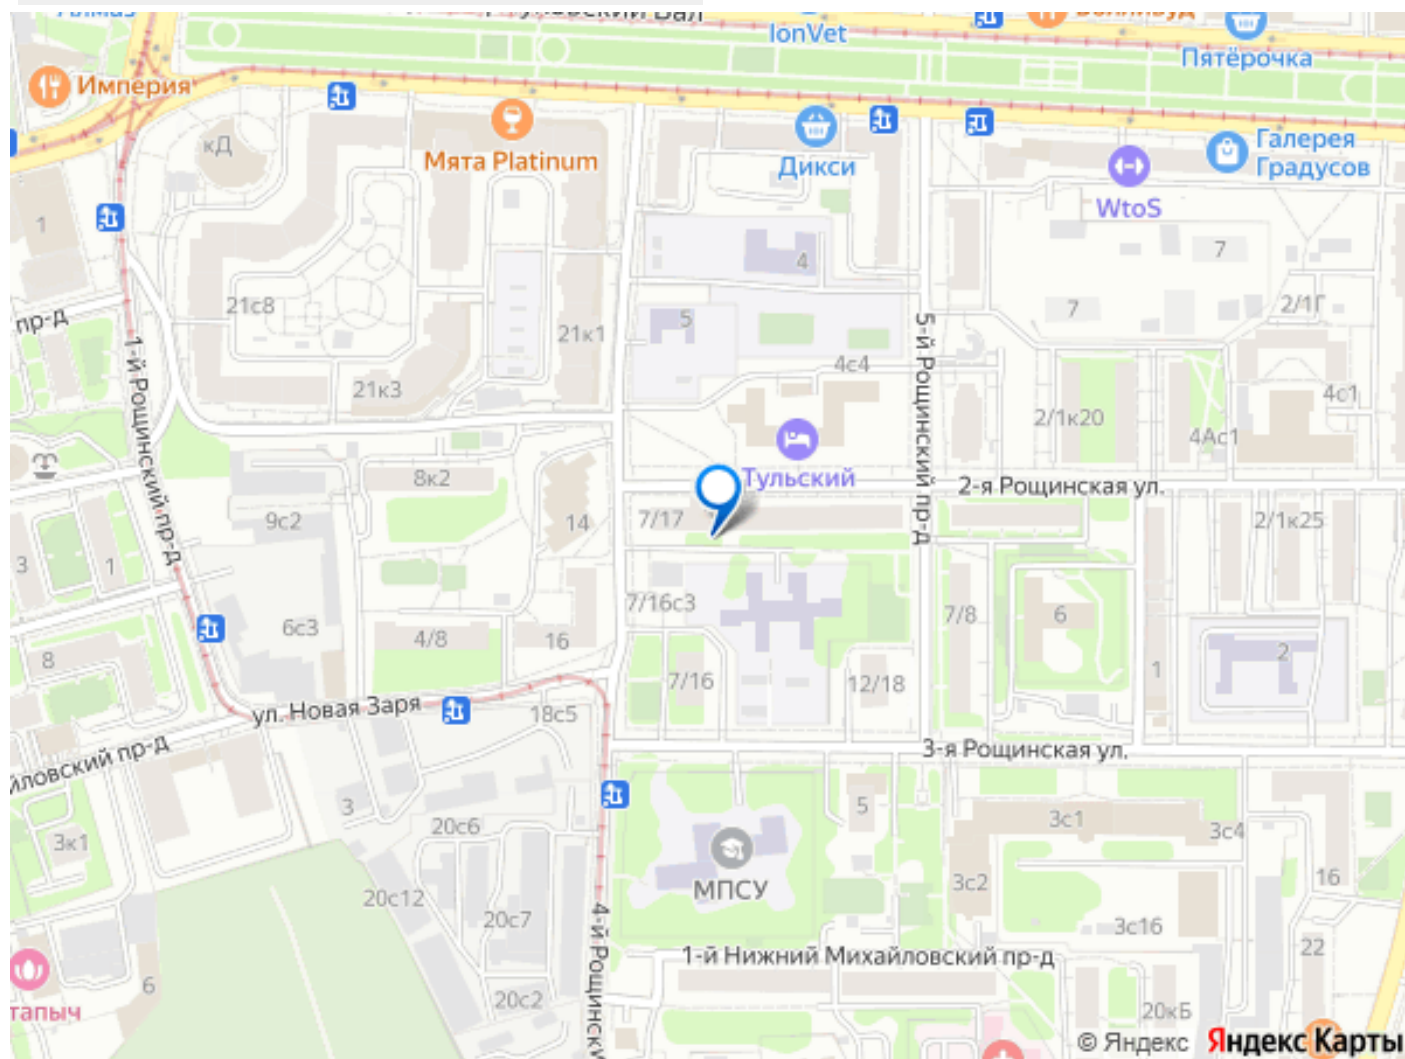 Алмаз
IonVet
Пятёрочка
Империя
Мята Platinum
Дикси
Галерея
Градусов
WtoS
кД
1
4
7
21с8
5
21к1
7
2/1Г
пр-д
1-й Рощинский пр-д
21к3
4с4
5-й Рощинский пр-д
4с1
2/1к20
4Ас1
8к2
Тульский
2-я Рощинская ул.
9с2
14
7/17
2/1к25
3
1
7/16с3
6с3
4/8
16
7/8
6
8
7/16
12/18
1
2
ул. Новая Заря
18с5
3-я Рощинская ул.
йловский пр-д
3
5
20с6
3с1
3с4
3к1
МПСУ
20с12
3с2
16
20с7
4-й Рощинск
3с16
22
1-й Нижний Михайловский пр-д
6
20с2
тапыч
20кБ
© Яндекс Яндекс Карты